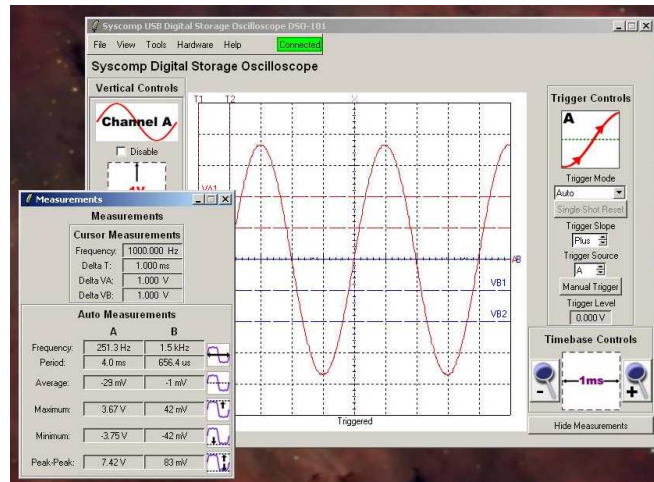 Syscomp USB Digital Storage Oscilloscope DSO-101
File View Tools Hardware Help Connected
Syscomp Digital Storage Oscilloscope
Vertical Controls
Channel A
Disable
1V
T1 T2
X
VA1
AB
VB1
VB2
Triggered
Trigger Controls
A
Trigger Mode
Auto
Single-Shot Reset
Trigger Slope
Plus
Trigger Source
A
Manual Trigger
Trigger Level
0.000 V
Timebase Controls
- 1ms +
Hide Measurements
Measurements
Measurements
Cursor Measurements
Frequency: 1000.000 Hz
Delta T: 1.000 ms
Delta VA: 1.000 V
Delta VB: 1.000 V
Auto Measurements
A B
Frequency: 251.3 Hz 1.5 kHz
Period: 4.0 ms 656.4 us
Average: -29 mV -1 mV
Maximum: 3.67 V 42 mV
Minimum: -3.75 V -42 mV
Peak-Peak: 7.42 V 83 mV